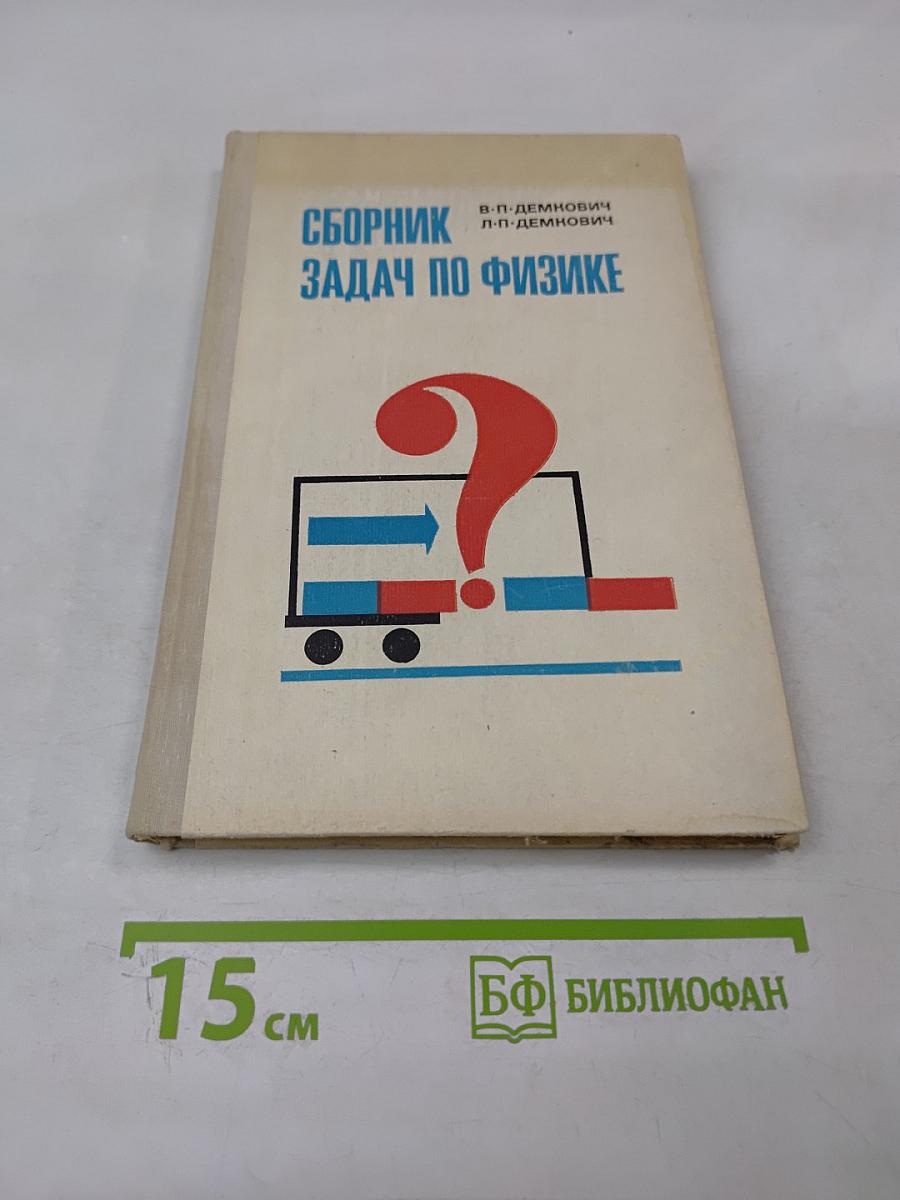 В·П·ДЕМКОВИЧ
Л·П·ДЕМКОВИЧ
СБОРНИК
ЗАДАЧ ПО ФИЗИКЕ
15 см
БФ БИБЛИОФАН